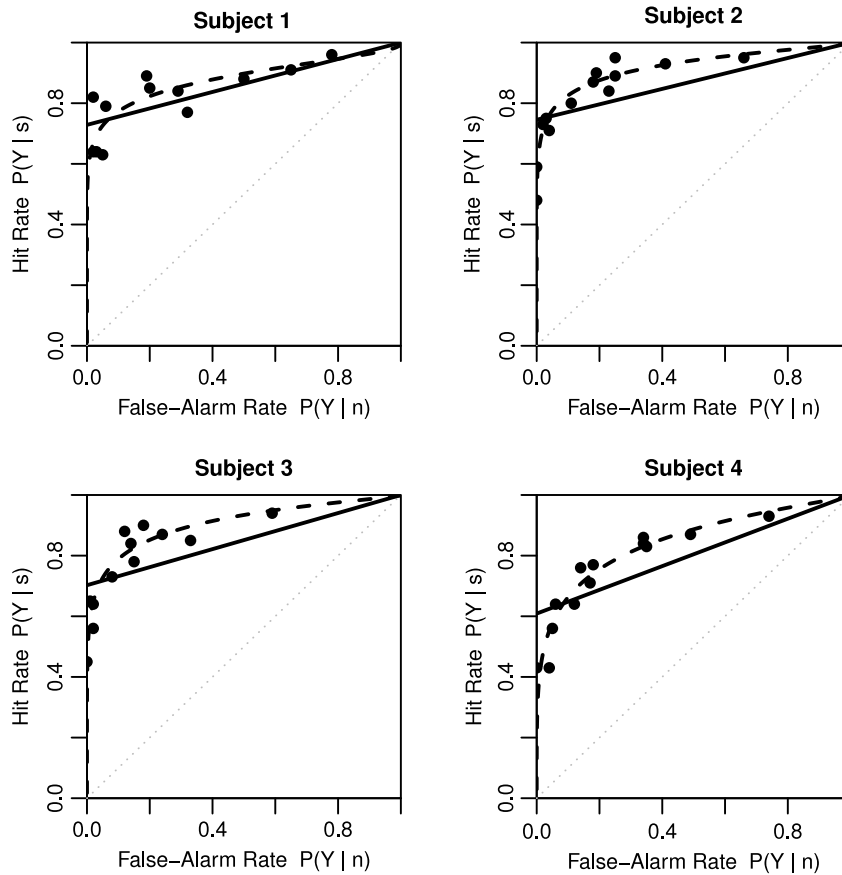 Subject 1
Hit Rate P(Y | s)
0.0 0.4 0.8
0.0 0.4 0.8
False−Alarm Rate P(Y | n)
Subject 2
Hit Rate P(Y | s)
0.0 0.4 0.8
0.0 0.4 0.8
False−Alarm Rate P(Y | n)
Subject 3
Hit Rate P(Y | s)
0.0 0.4 0.8
0.0 0.4 0.8
False−Alarm Rate P(Y | n)
Subject 4
Hit Rate P(Y | s)
0.0 0.4 0.8
0.0 0.4 0.8
False−Alarm Rate P(Y | n)